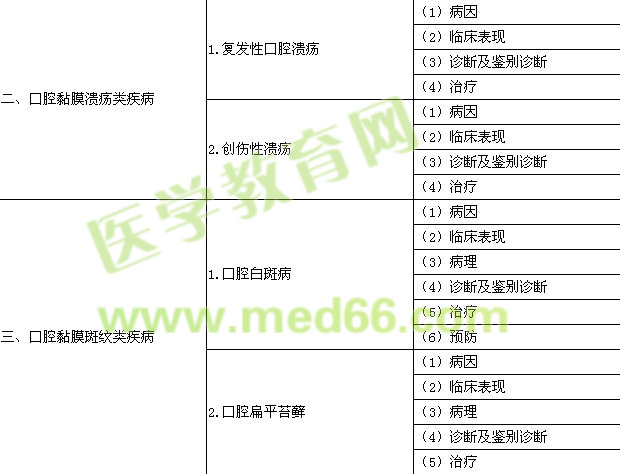 二、口腔黏膜溃疡类疾病
1.复发性口腔溃疡
（1）病因
（2）临床表现
（3）诊断及鉴别诊断
（4）治疗
2.创伤性溃疡
（1）病因
（2）临床表现
（3）诊断及鉴别诊断
（4）治疗
三、口腔黏膜斑纹类疾病
1.口腔白斑病
（1）病因
（2）临床表现
（3）病理
（4）诊断及鉴别诊断
（5）治疗
（6）预防
2.口腔扁平苔藓
（1）病因
（2）临床表现
（3）病理
（4）诊断及鉴别诊断
（5）治疗
医学教育网
www.med66.com